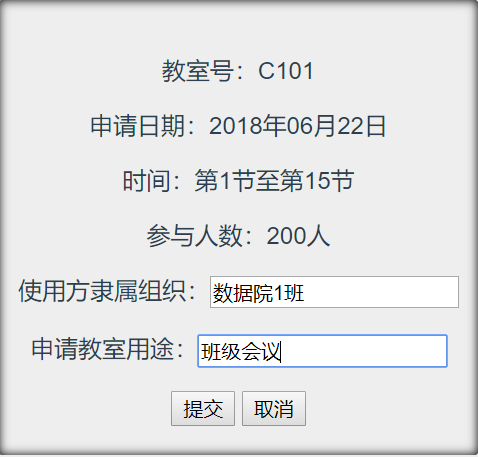 教室号：C101
申请日期：2018年06月22日
时间：第1节至第15节
参与人数：200人
使用方隶属组织：数据院1班
申请教室用途：班级会议
提交 取消